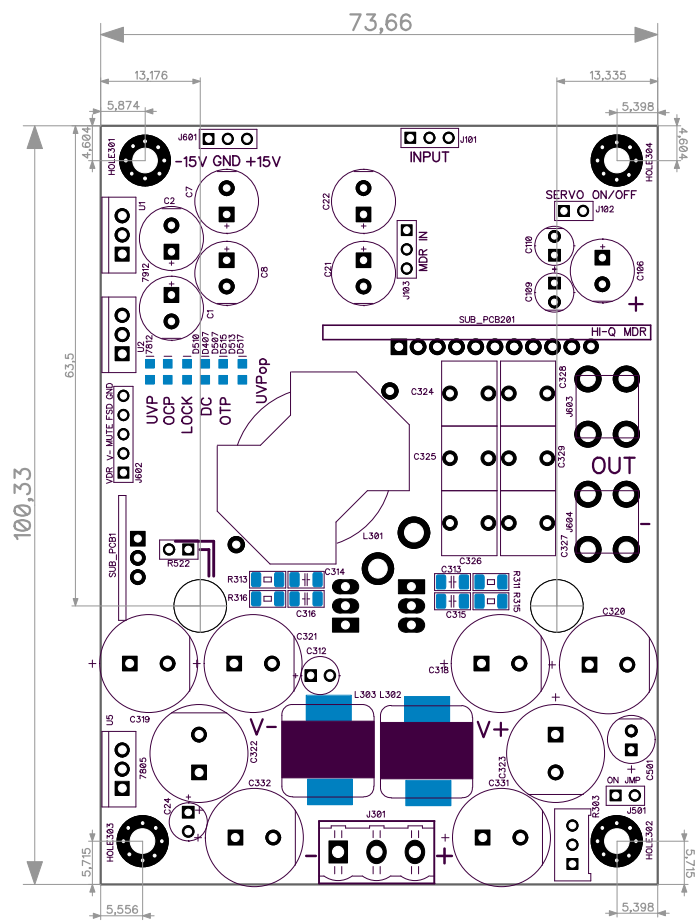 73,66
13,176
13,335
5,874
5,398
4,604
4,604
HOLE301
J601
-15V GND +15V
J101
INPUT
HOLE304
C7
C22
SERVO ON/OFF
J102
U1
C2
7912
MDR IN
J103
C110
C8
C21
C109
C106
+
C1
U2
7812
D510
D407
D507
D515
D513
D517
SUB_PCB201
HI-Q MDR
63,5
UVP
OCP
LOCK
DC
OTP
UVPop
C324
C328
J603
VDR V- MUTE FSD GND
J602
C325
C329
OUT
100,33
SUB_PCB1
R522
L301
J604
-
C327
C326
R313
C314
C313
R311
R316
C316
C315
R315
C321
C320
C312
C318
C319
L303
L302
U5
V-
V+
C322
C323
C501
7805
C332
C331
ON JMP
J501
C24
J301
R303
-
+
HOLE303
HOLE302
5,715
5,715
5,556
5,398